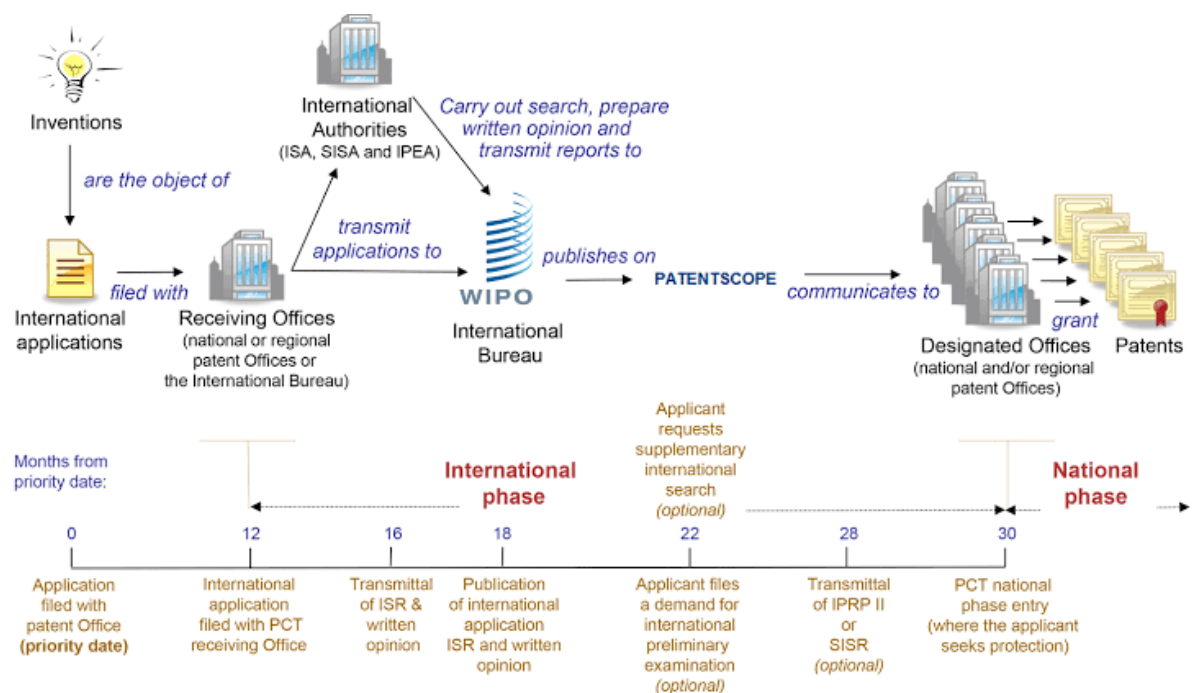 Inventions
are the object of
International
applications
filed with
Receiving Offices
(national or regional
patent Offices or
the International Bureau)
International
Authorities
(ISA, SISA and IPEA)
transmit
applications to
Carry out search, prepare
written opinion and
transmit reports to
WIPO
International
Bureau
publishes on
PATENTSCOPE
communicates to
Designated Offices
(national and/or regional
patent Offices)
grant
Patents
Months from
priority date:
International
phase
Applicant
requests
supplementary
international
search
(optional)
National
phase
0
12
16
18
22
28
30
Application
filed with
patent Office
(priority date)
International
application
filed with PCT
receiving Office
Transmittal
of ISR &
written
opinion
Publication
of international
application
ISR and written
opinion
Applicant files
a demand for
international
preliminary
examination
(optional)
Transmittal
of IPRP II
or
SISR
(optional)
PCT national
phase entry
(where the applicant
seeks protection)